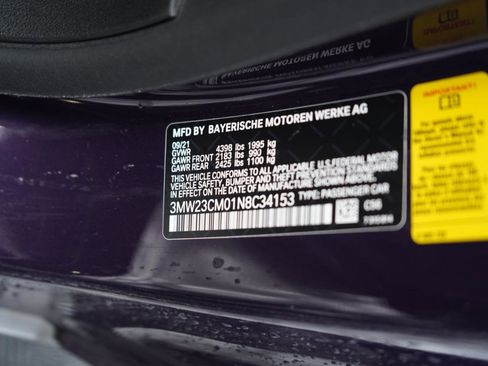 MFD BY BAYERISCHE MOTOREN WERKE AG
09/21
GVWR 4398 lbs 1995 kg
GAWR FRONT 2183 lbs 990 kg
GAWR REAR 2425 lbs 1100 kg
THIS VEHICLE CONFORMS TO ALL APPLICABLE U.S. FEDERAL MOTOR
VEHICLE SAFETY, BUMPER AND THEFT PREVENTION STANDARDS
IN EFFECT ON THE DATE OF MANUFACTURE SHOWN ABOVE.
3MW23CM01N8C34153 TYPE: PASSENGER CAR
C56
IMPORTANT!